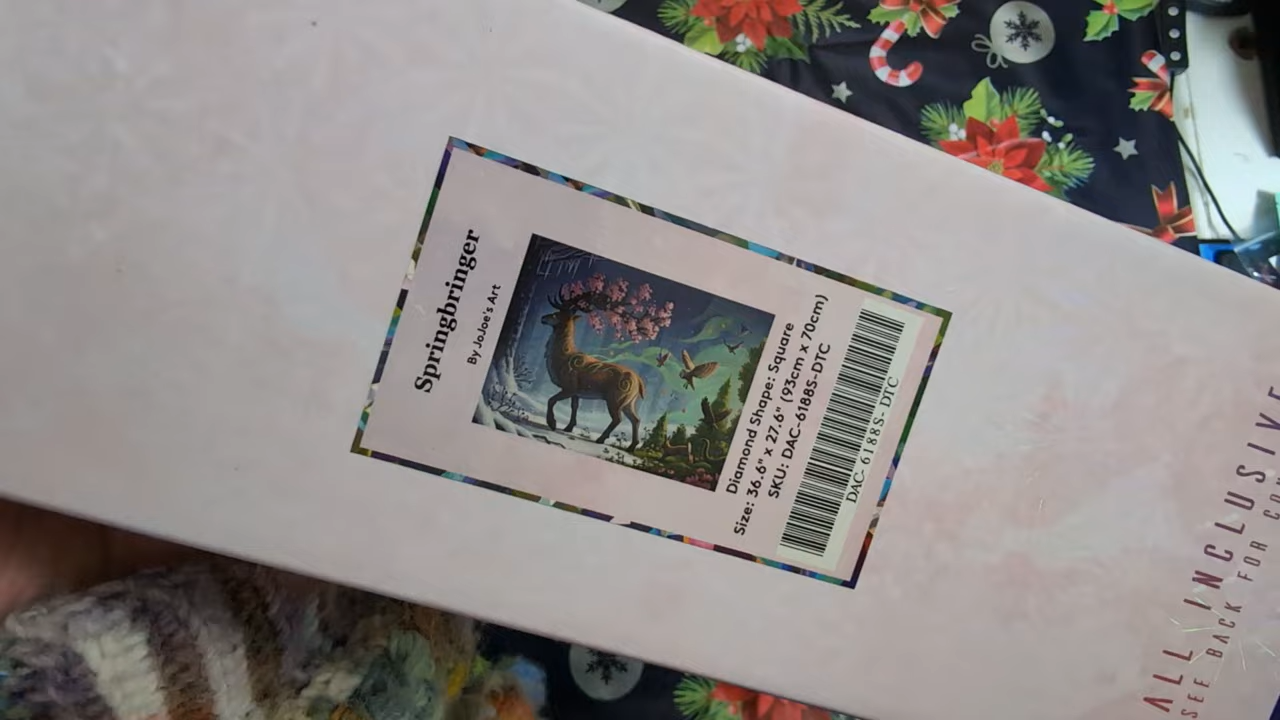 Springbringer
By JoJoe's Art
Diamond Shape: Square
Size: 36.6" x 27.6" (93cm x 70cm)
SKU: DAC-6188S-DTC
DAC- 6188S- DTC
ALL INCLUSIVE
SEE BACK FOR